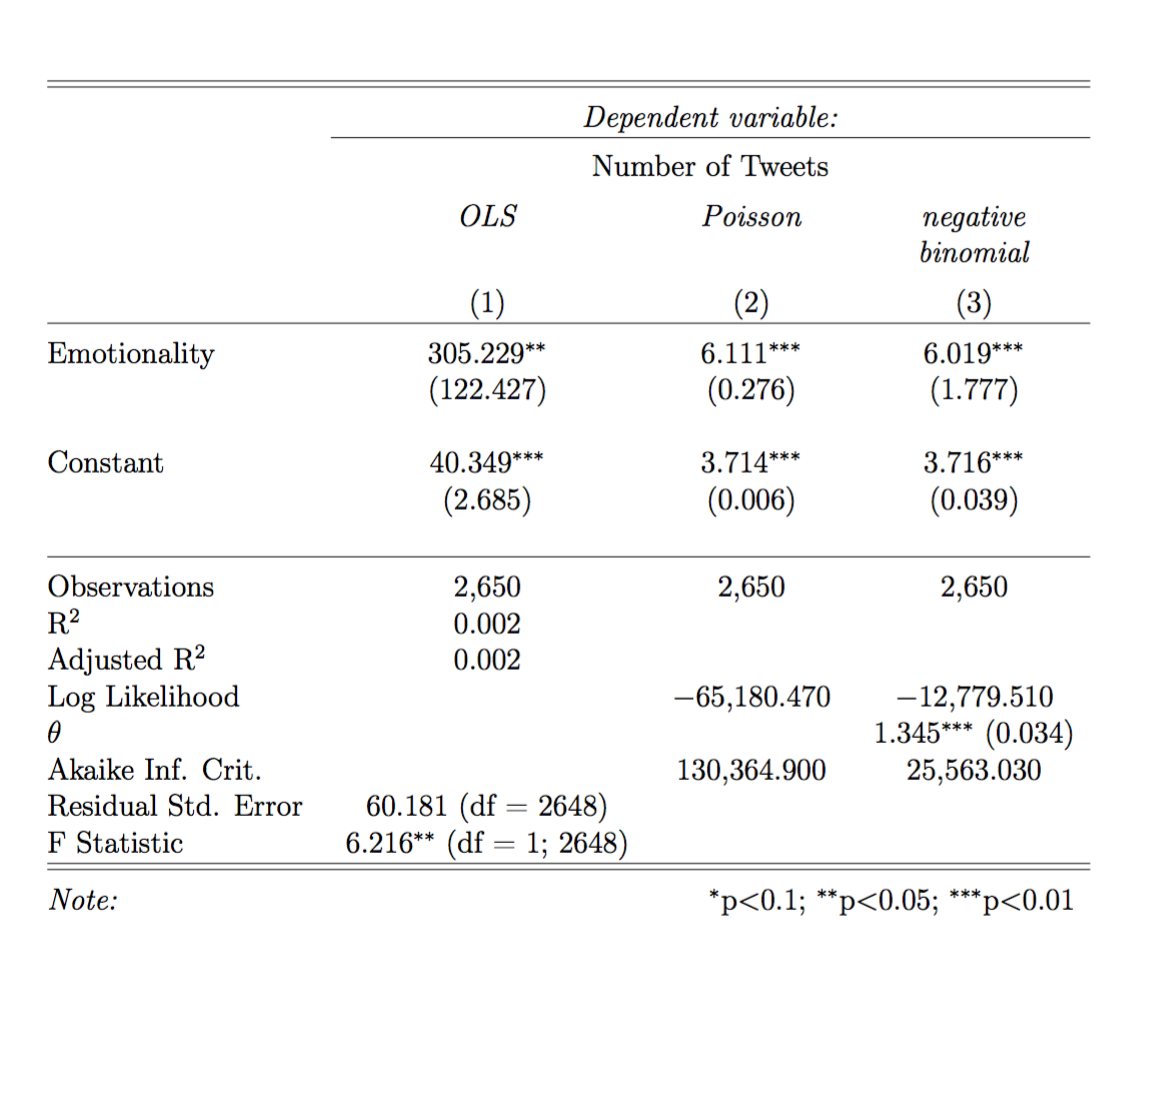 Dependent variable:
Number of Tweets
OLS Poisson negative
binomial
(1) (2) (3)
Emotionality 305.229** 6.111*** 6.019***
(122.427) (0.276) (1.777)
Constant 40.349*** 3.714*** 3.716***
(2.685) (0.006) (0.039)
Observations 2,650 2,650 2,650
R² 0.002
Adjusted R² 0.002
Log Likelihood −65,180.470 −12,779.510
θ 1.345*** (0.034)
Akaike Inf. Crit. 130,364.900 25,563.030
Residual Std. Error 60.181 (df = 2648)
F Statistic 6.216** (df = 1; 2648)
Note: *p<0.1; **p<0.05; ***p<0.01